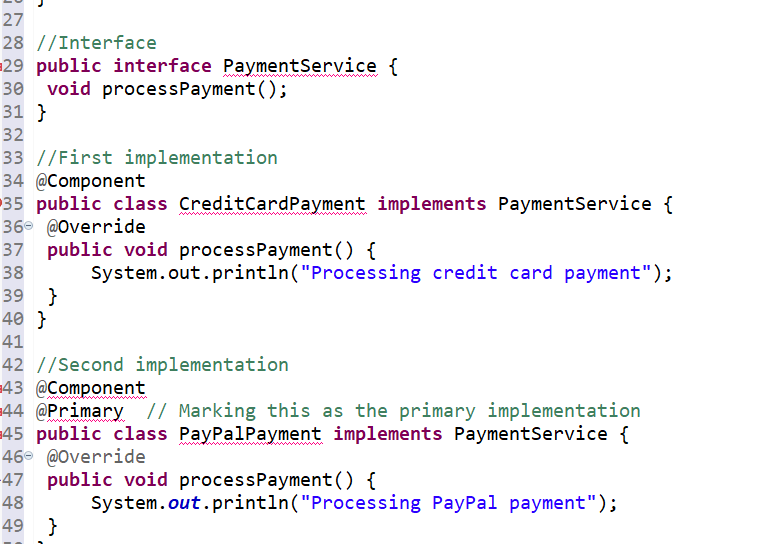 27
28 //Interface
29 public interface PaymentService {
30 void processPayment();
31 }
32
33 //First implementation
34 @Component
35 public class CreditCardPayment implements PaymentService {
36 @Override
37 public void processPayment() {
38 System.out.println("Processing credit card payment");
39 }
40 }
41
42 //Second implementation
43 @Component
44 @Primary // Marking this as the primary implementation
45 public class PayPalPayment implements PaymentService {
46 @Override
47 public void processPayment() {
48 System.out.println("Processing PayPal payment");
49 }